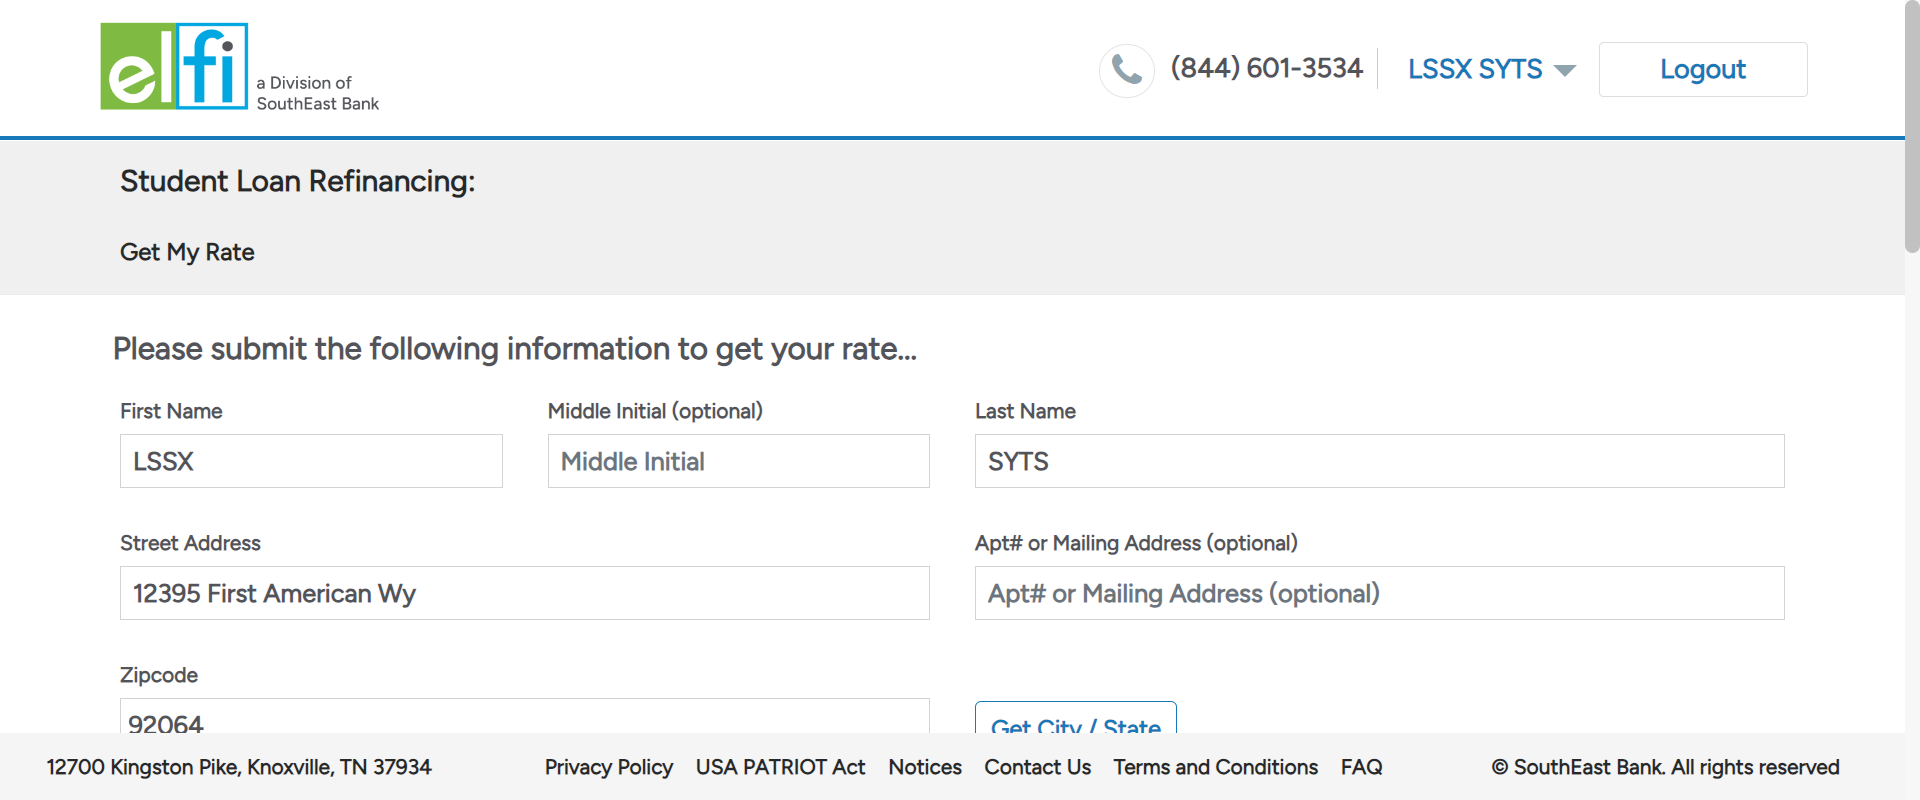 elfi
a Division of
SouthEast Bank
(844) 601-3534
LSSX SYTS
Logout
Student Loan Refinancing:
Get My Rate
Please submit the following information to get your rate...
First Name
Middle Initial (optional)
Last Name
LSSX
Middle Initial
SYTS
Street Address
Apt# or Mailing Address (optional)
12395 First American Wy
Apt# or Mailing Address (optional)
Zipcode
92064
Get City / State
12700 Kingston Pike, Knoxville, TN 37934
Privacy Policy
USA PATRIOT Act
Notices
Contact Us
Terms and Conditions
FAQ
© SouthEast Bank. All rights reserved